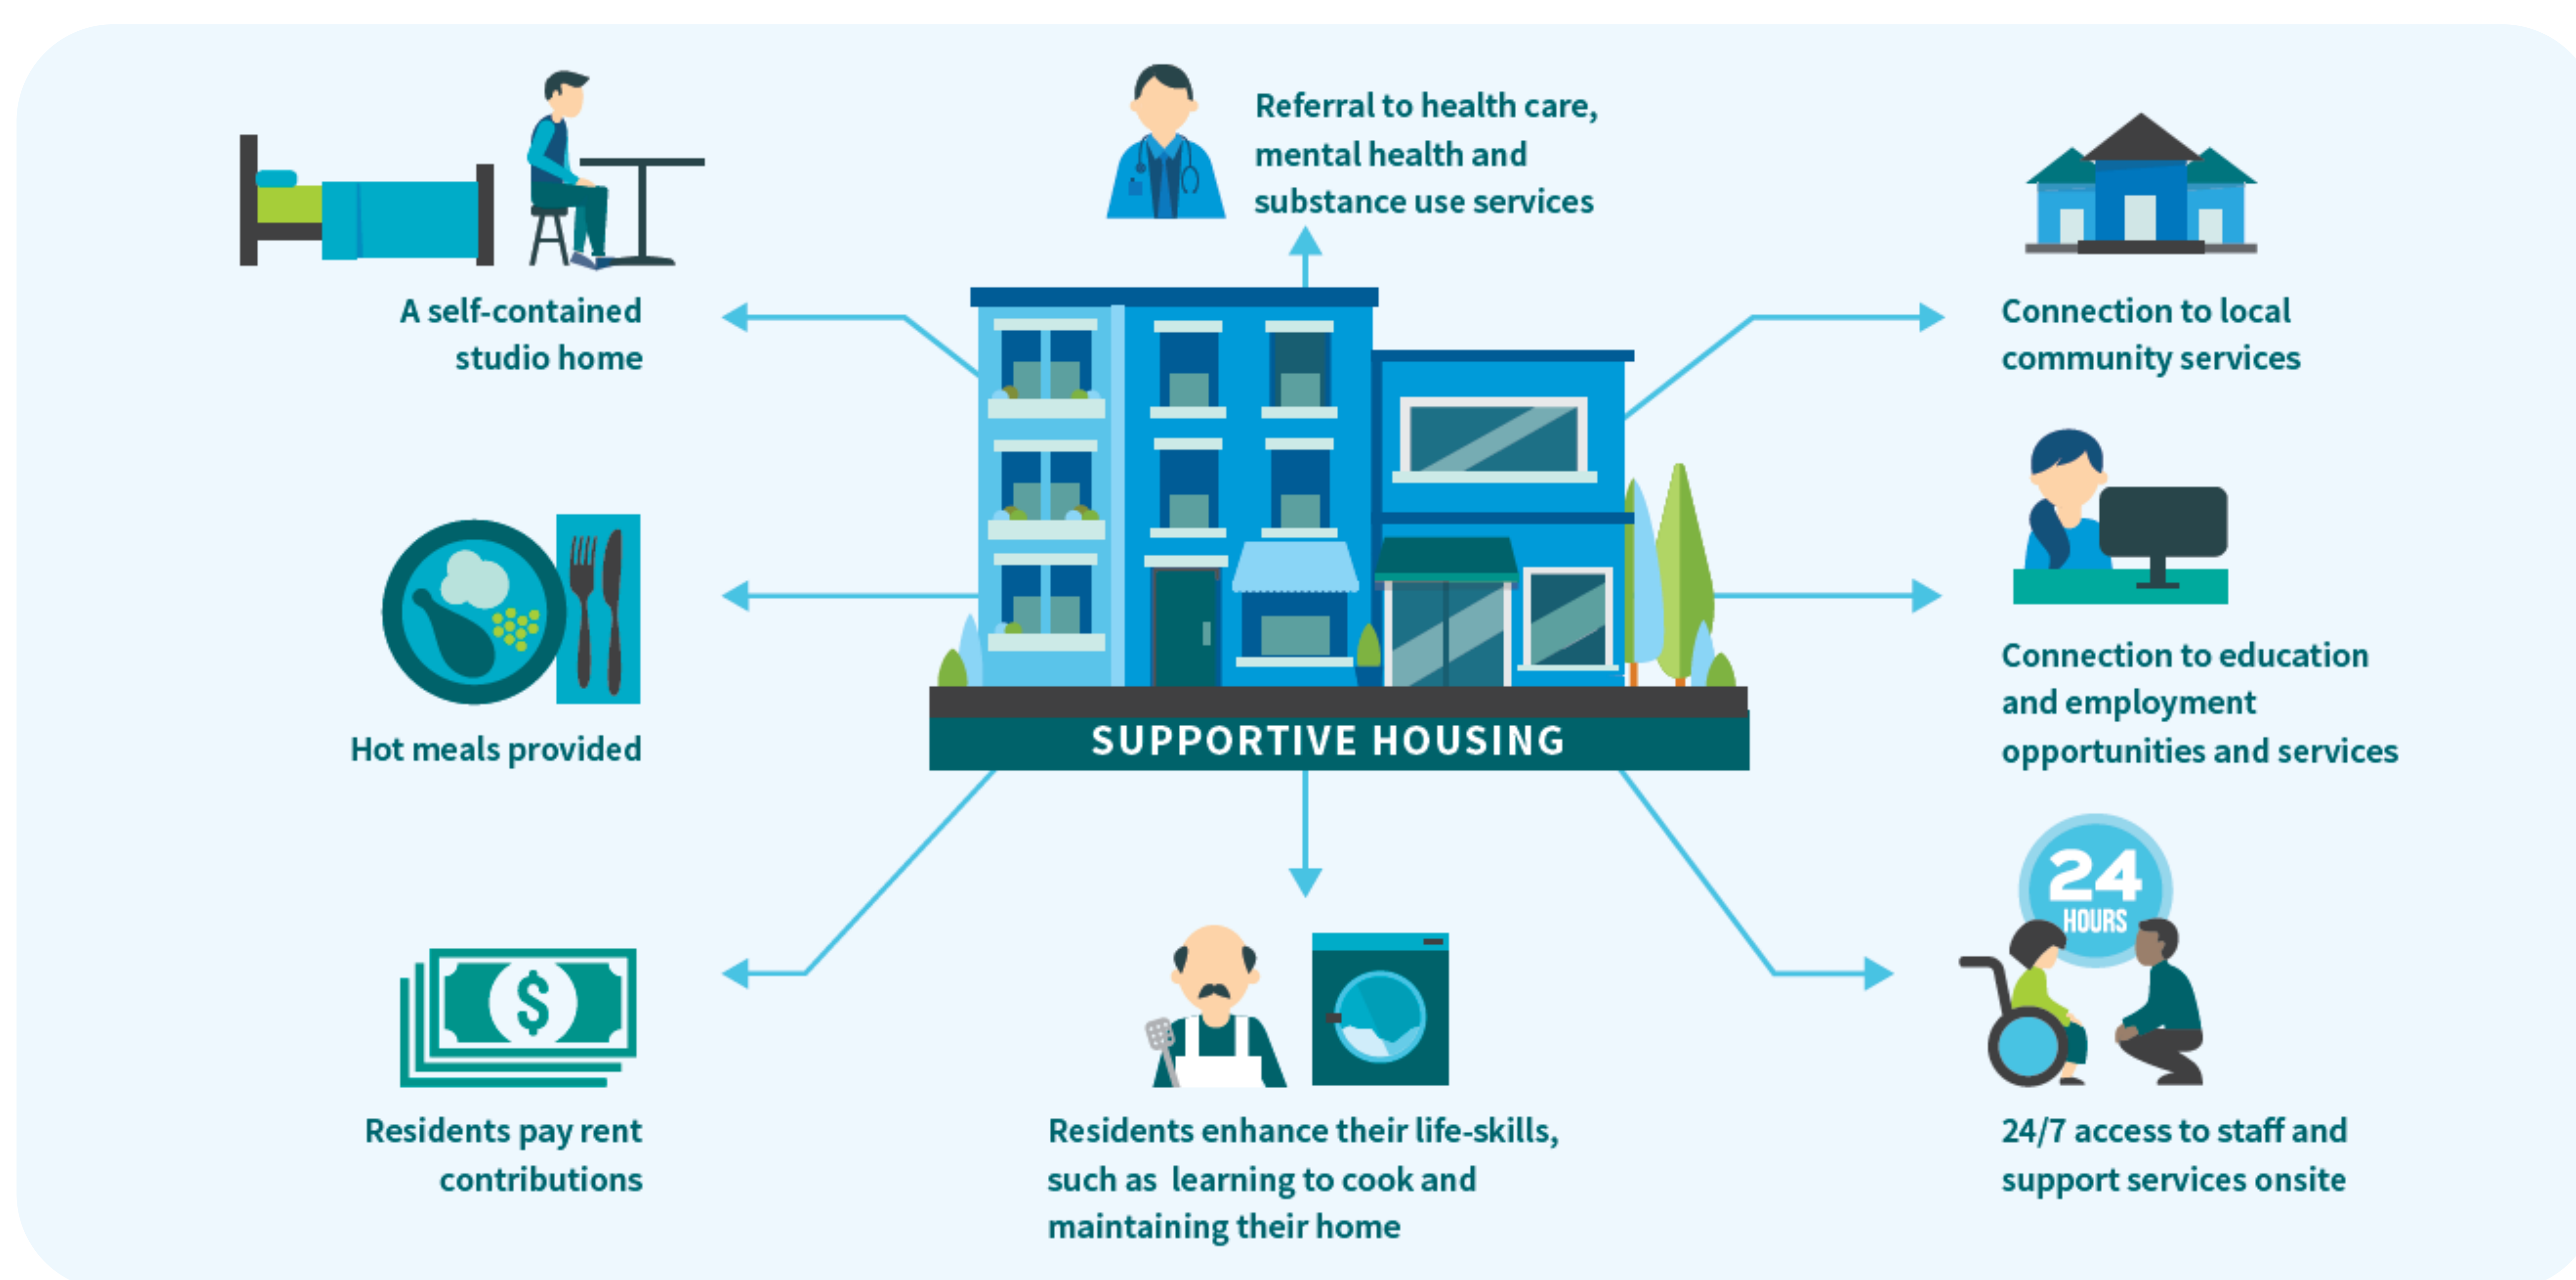 Referral to health care,
mental health and
substance use services
A self-contained
studio home
Connection to local
community services
Hot meals provided
SUPPORTIVE HOUSING
Connection to education
and employment
opportunities and services
24
HOURS
$
Residents pay rent
contributions
Residents enhance their life-skills,
such as  learning to cook and
maintaining their home
24/7 access to staff and
support services onsite